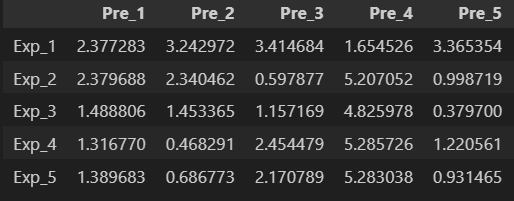 Pre_1 Pre_2 Pre_3 Pre_4 Pre_5
Exp_1 2.377283 3.242972 3.414684 1.654526 3.365354
Exp_2 2.379688 2.340462 0.597877 5.207052 0.998719
Exp_3 1.488806 1.453365 1.157169 4.825978 0.379700
Exp_4 1.316770 0.468291 2.454479 5.285726 1.220561
Exp_5 1.389683 0.686773 2.170789 5.283038 0.931465